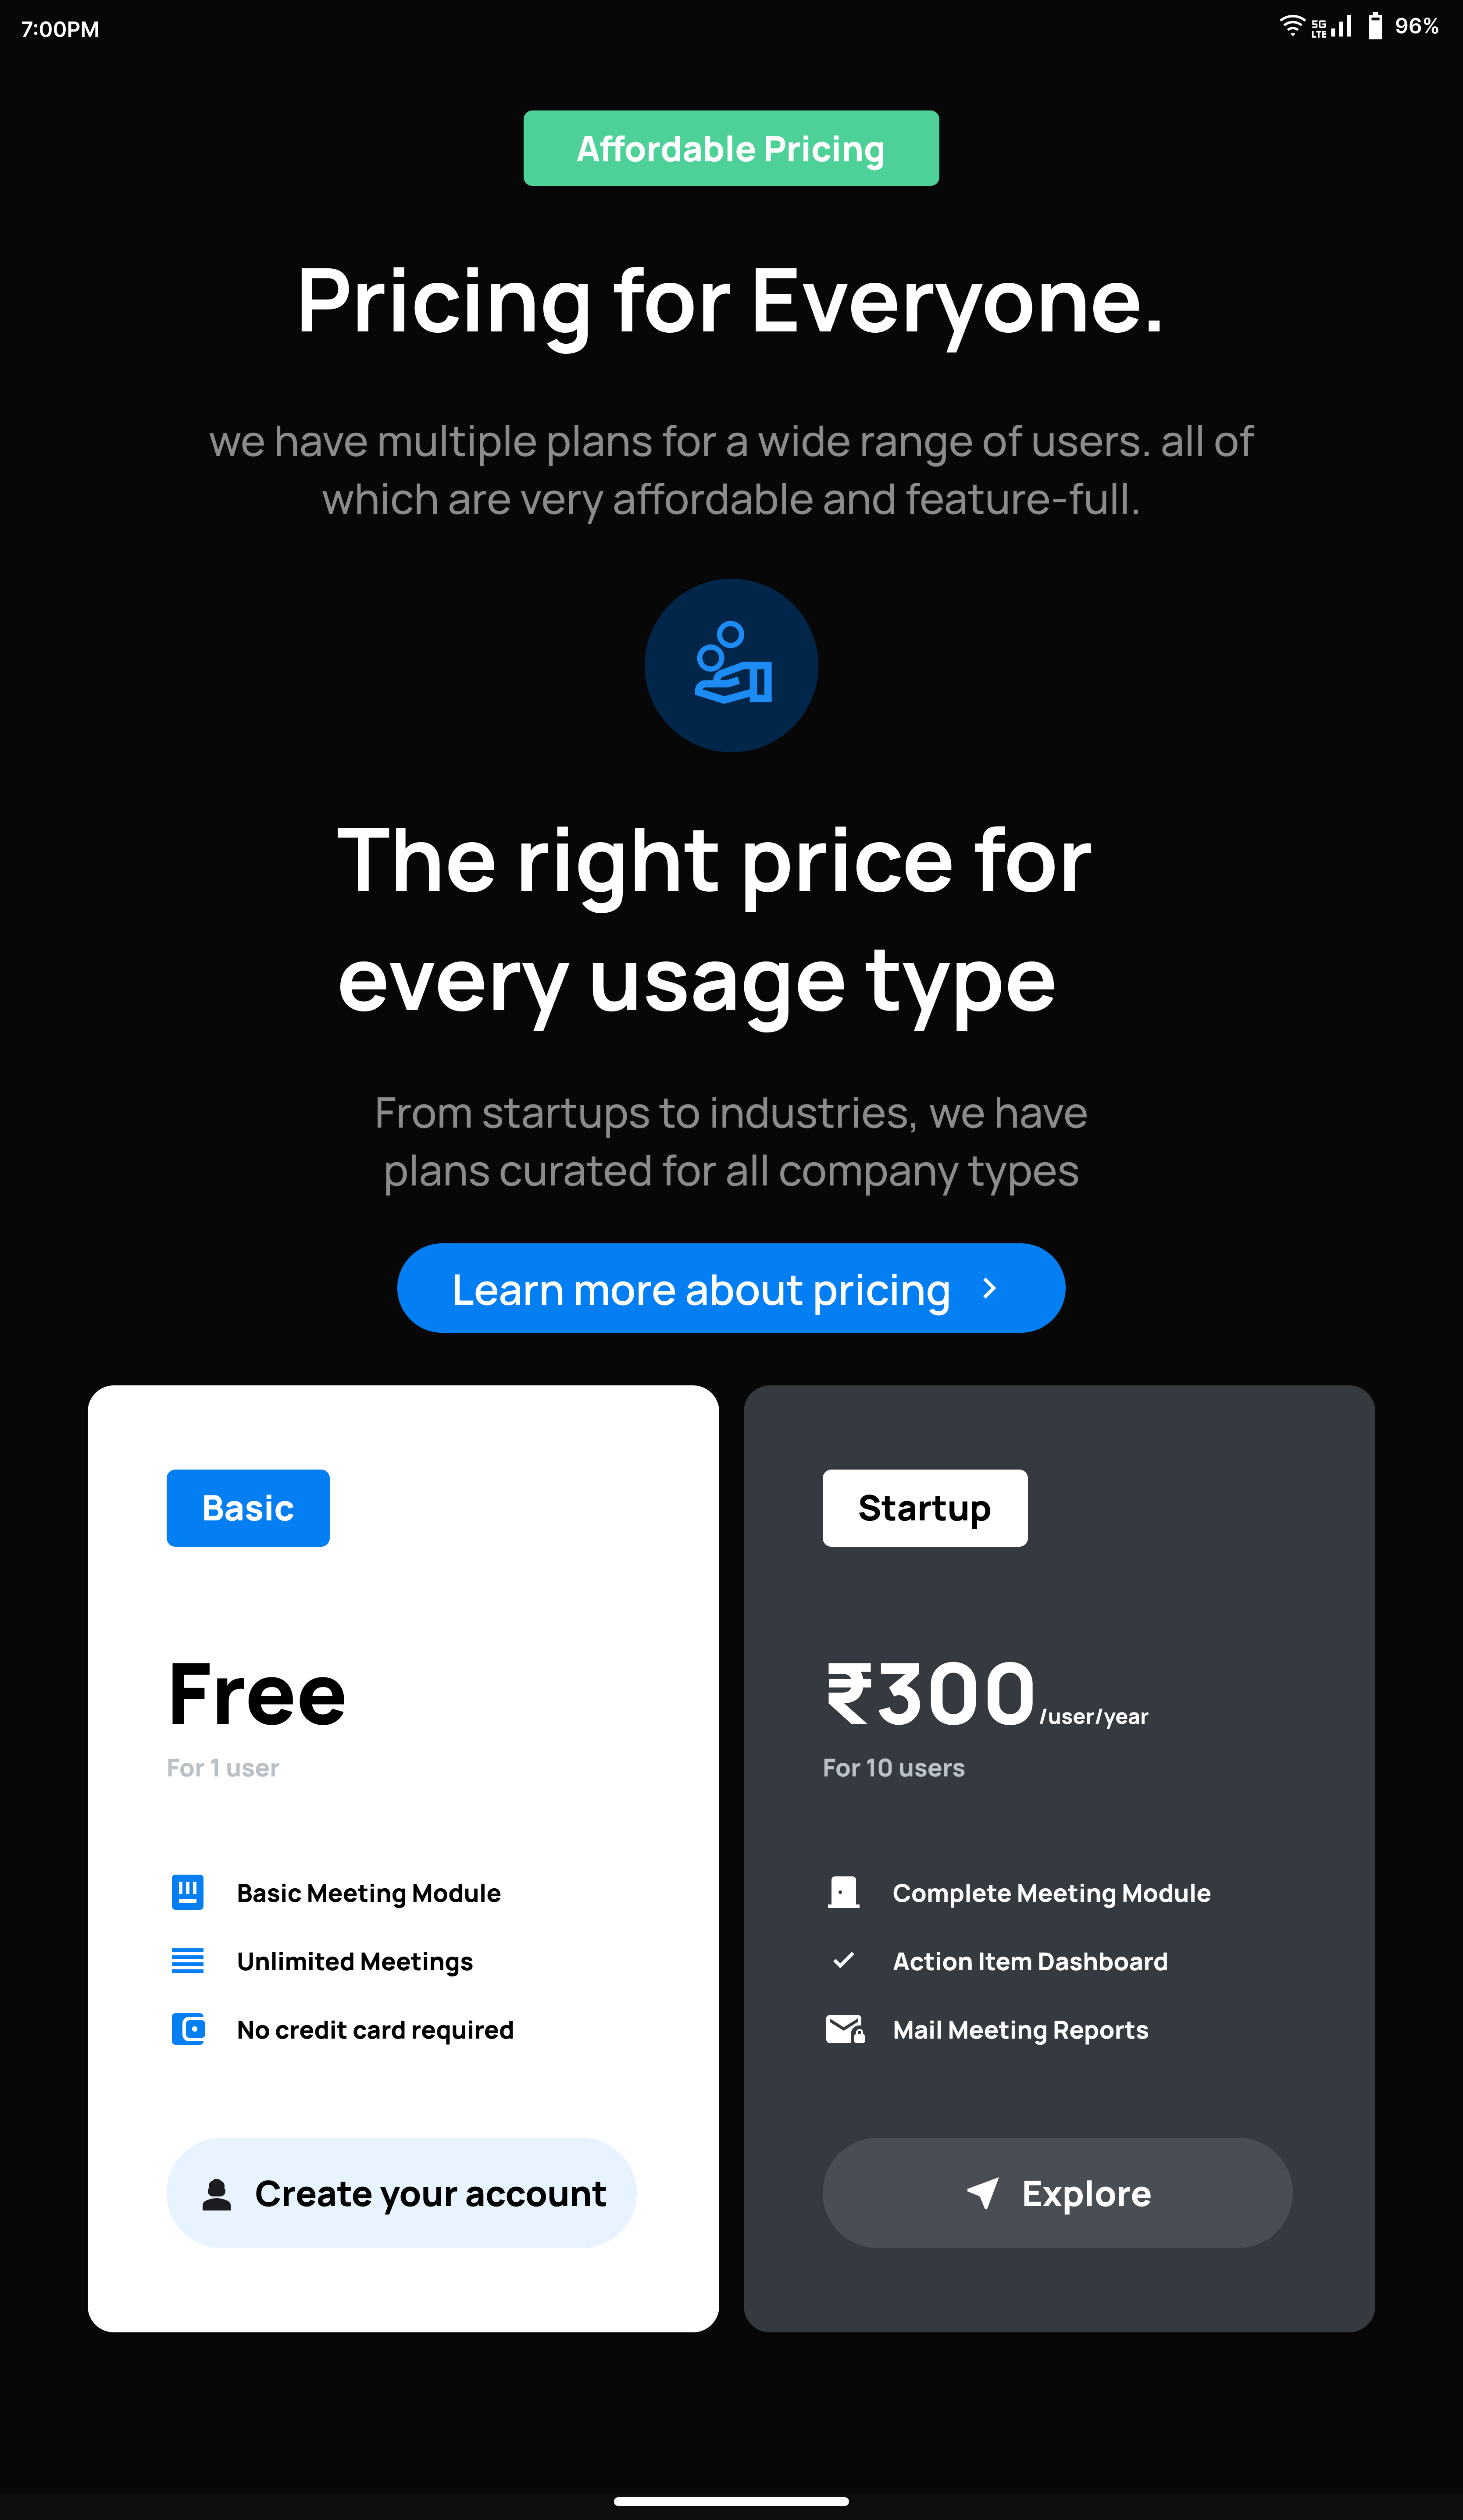 7:00PM
5G
LTE
96%
Affordable Pricing
Pricing for Everyone.
we have multiple plans for a wide range of users. all of
which are very affordable and feature-full.
The right price for
every usage type
From startups to industries, we have
plans curated for all company types
Learn more about pricing
Basic
Free
For 1 user
Basic Meeting Module
Unlimited Meetings
No credit card required
Create your account
Startup
₹300/user/year
For 10 users
Complete Meeting Module
Action Item Dashboard
Mail Meeting Reports
Explore